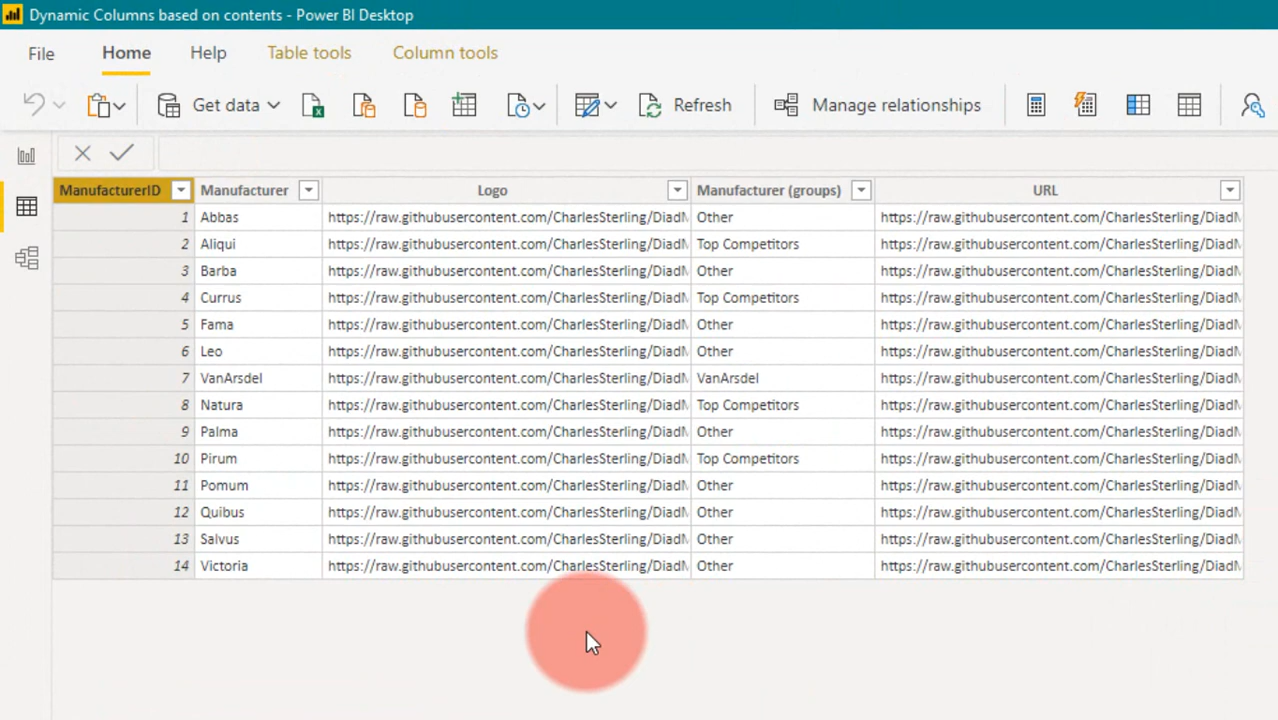 Dynamic Columns based on contents - Power BI Desktop
File Home Help Table tools Column tools
Get data Refresh Manage relationships
ManufacturerID Manufacturer Logo Manufacturer (groups) URL
1 Abbas https://raw.githubusercontent.com/CharlesSterling/DiadM Other https://raw.githubusercontent.com/CharlesSterling/DiadM
2 Aliqui https://raw.githubusercontent.com/CharlesSterling/DiadM Top Competitors https://raw.githubusercontent.com/CharlesSterling/DiadM
3 Barba https://raw.githubusercontent.com/CharlesSterling/DiadM Other https://raw.githubusercontent.com/CharlesSterling/DiadM
4 Currus https://raw.githubusercontent.com/CharlesSterling/DiadM Top Competitors https://raw.githubusercontent.com/CharlesSterling/DiadM
5 Fama https://raw.githubusercontent.com/CharlesSterling/DiadM Other https://raw.githubusercontent.com/CharlesSterling/DiadM
6 Leo https://raw.githubusercontent.com/CharlesSterling/DiadM Other https://raw.githubusercontent.com/CharlesSterling/DiadM
7 VanArsdel https://raw.githubusercontent.com/CharlesSterling/DiadM VanArsdel https://raw.githubusercontent.com/CharlesSterling/DiadM
8 Natura https://raw.githubusercontent.com/CharlesSterling/DiadM Top Competitors https://raw.githubusercontent.com/CharlesSterling/DiadM
9 Palma https://raw.githubusercontent.com/CharlesSterling/DiadM Other https://raw.githubusercontent.com/CharlesSterling/DiadM
10 Pirum https://raw.githubusercontent.com/CharlesSterling/DiadM Top Competitors https://raw.githubusercontent.com/CharlesSterling/DiadM
11 Pomum https://raw.githubusercontent.com/CharlesSterling/DiadM Other https://raw.githubusercontent.com/CharlesSterling/DiadM
12 Quibus https://raw.githubusercontent.com/CharlesSterling/DiadM Other https://raw.githubusercontent.com/CharlesSterling/DiadM
13 Salvus https://raw.githubusercontent.com/CharlesSterling/DiadM Other https://raw.githubusercontent.com/CharlesSterling/DiadM
14 Victoria https://raw.githubusercontent.com/CharlesSterling/DiadM Other https://raw.githubusercontent.com/CharlesSterling/DiadM